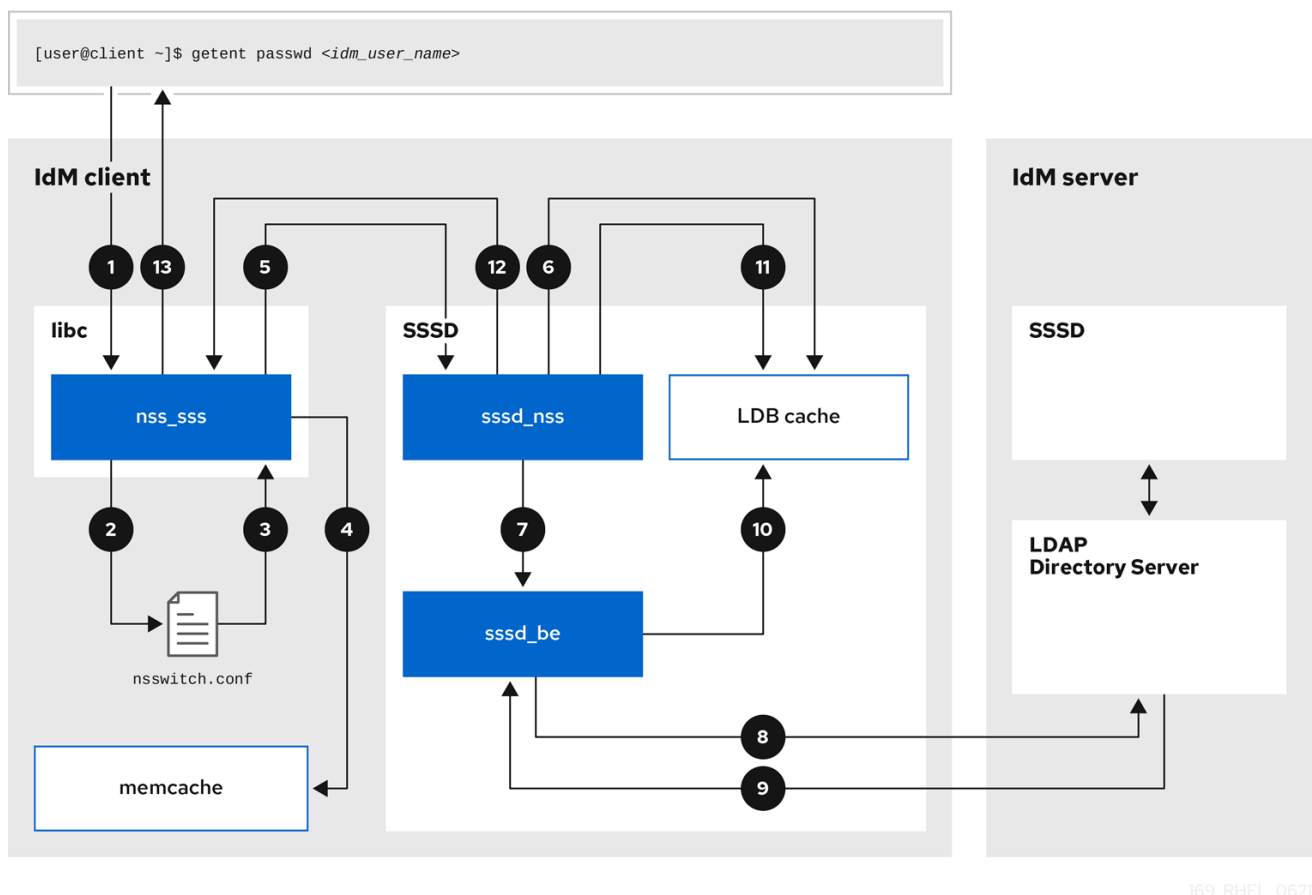 [user@client ~]$ getent passwd <idm_user_name>
IdM client
IdM server
1
13
5
12
6
11
libc
SSSD
SSSD
nss_sss
sssd_nss
LDB cache
2
3
4
7
10
LDAP
Directory Server
sssd_be
nsswitch.conf
8
memcache
9
169_RHEL_0621